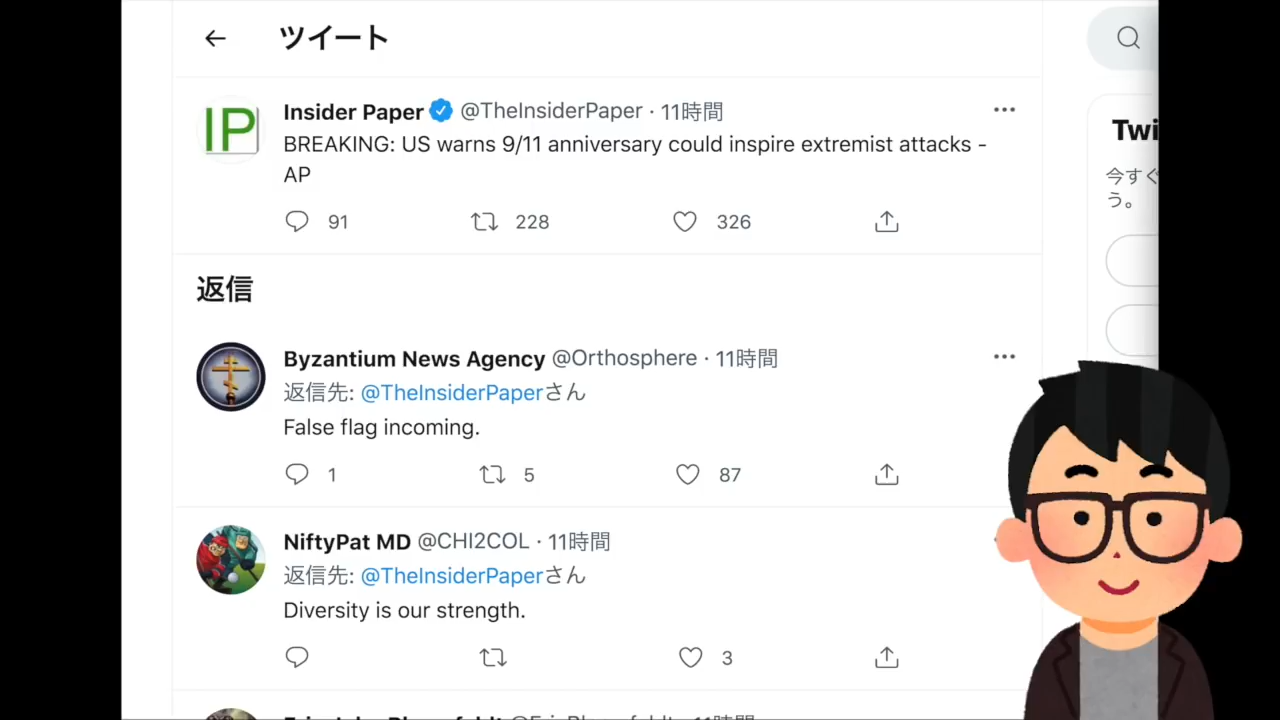 ツイート
IP
Insider Paper @TheInsiderPaper · 11時間
BREAKING: US warns 9/11 anniversary could inspire extremist attacks -
AP
91 228 326
返信
Byzantium News Agency @Orthosphere · 11時間
返信先: @TheInsiderPaperさん
False flag incoming.
1 5 87
NiftyPat MD @CHI2COL · 11時間
返信先: @TheInsiderPaperさん
Diversity is our strength.
3
Twi
今すぐ
う。